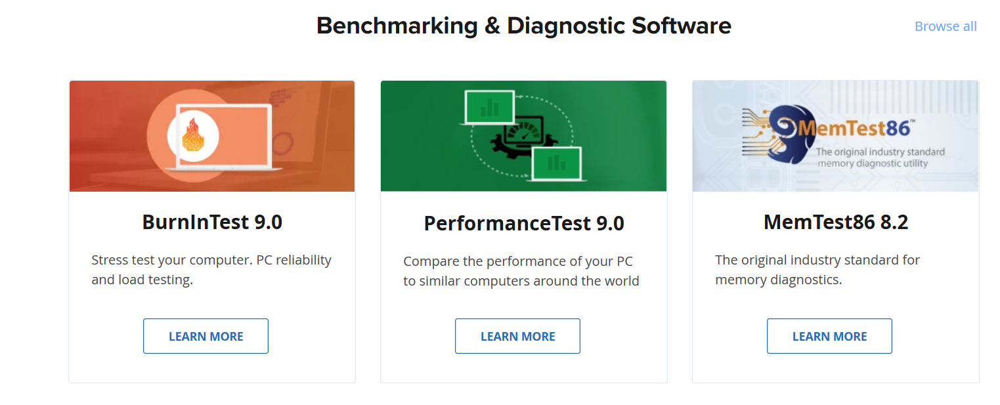 Benchmarking & Diagnostic Software
Browse all
MemTest86™
The original industry standard
memory diagnostic utility
BurnInTest 9.0
PerformanceTest 9.0
MemTest86 8.2
Stress test your computer. PC reliability
and load testing.
Compare the performance of your PC
to similar computers around the world
The original industry standard for
memory diagnostics.
LEARN MORE
LEARN MORE
LEARN MORE